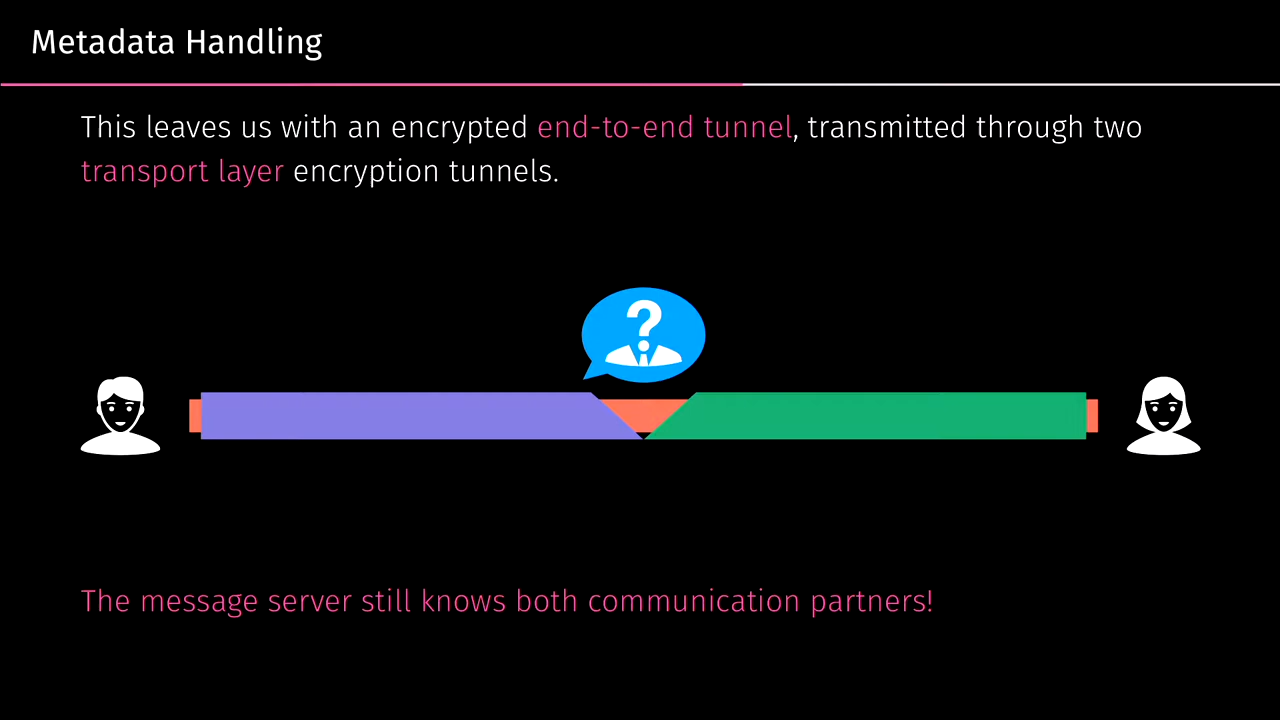 Metadata Handling
This leaves us with an encrypted end-to-end tunnel, transmitted through two
transport layer encryption tunnels.
?
The message server still knows both communication partners!